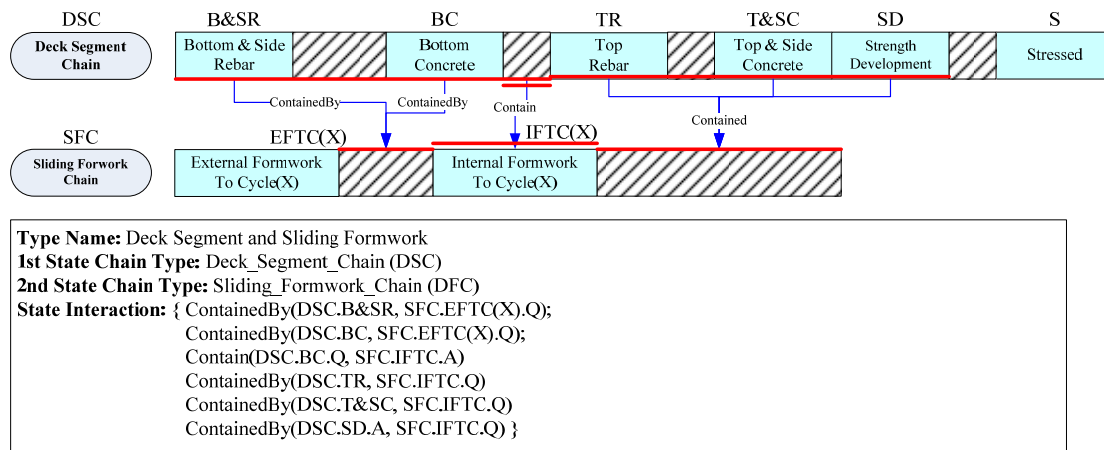 DSC B&SR BC TR T&SC SD S
Deck Segment
Chain
Bottom & Side
Rebar
Bottom
Concrete
Top
Rebar
Top & Side
Concrete
Strength
Development
Stressed
ContainedBy
ContainedBy
Contain
Contained
SFC EFTC(X) IFTC(X)
Sliding Forwork
Chain
External Formwork
To Cycle(X)
Internal Formwork
To Cycle(X)
Type Name: Deck Segment and Sliding Formwork
1st State Chain Type: Deck_Segment_Chain (DSC)
2nd State Chain Type: Sliding_Formwork_Chain (DFC)
State Interaction: { ContainedBy(DSC.B&SR, SFC.EFTC(X).Q);
ContainedBy(DSC.BC, SFC.EFTC(X).Q);
Contain(DSC.BC.Q, SFC.IFTC.A)
ContainedBy(DSC.TR, SFC.IFTC.Q)
ContainedBy(DSC.T&SC, SFC.IFTC.Q)
ContainedBy(DSC.SD.A, SFC.IFTC.Q) }